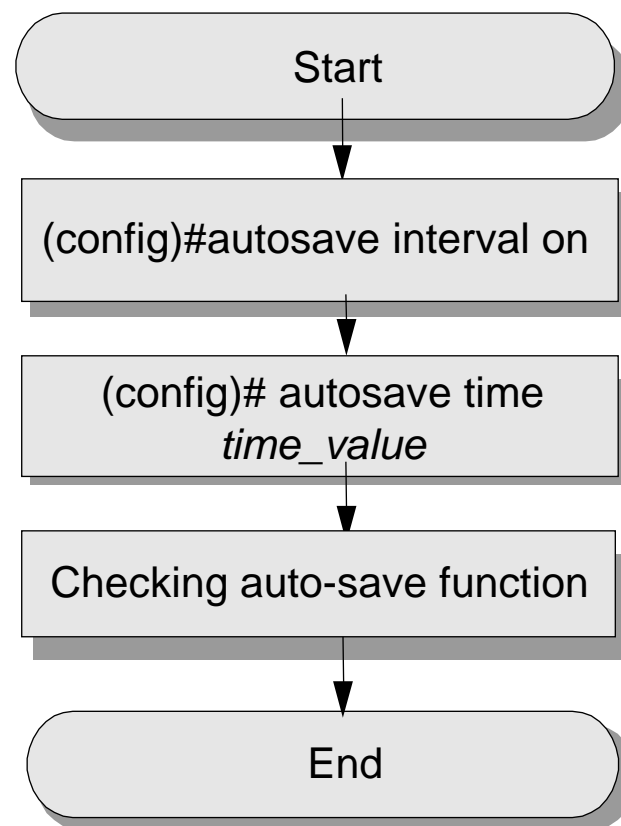 Start
(config)#autosave interval on
(config)# autosave time
time_value
Checking auto-save function
End